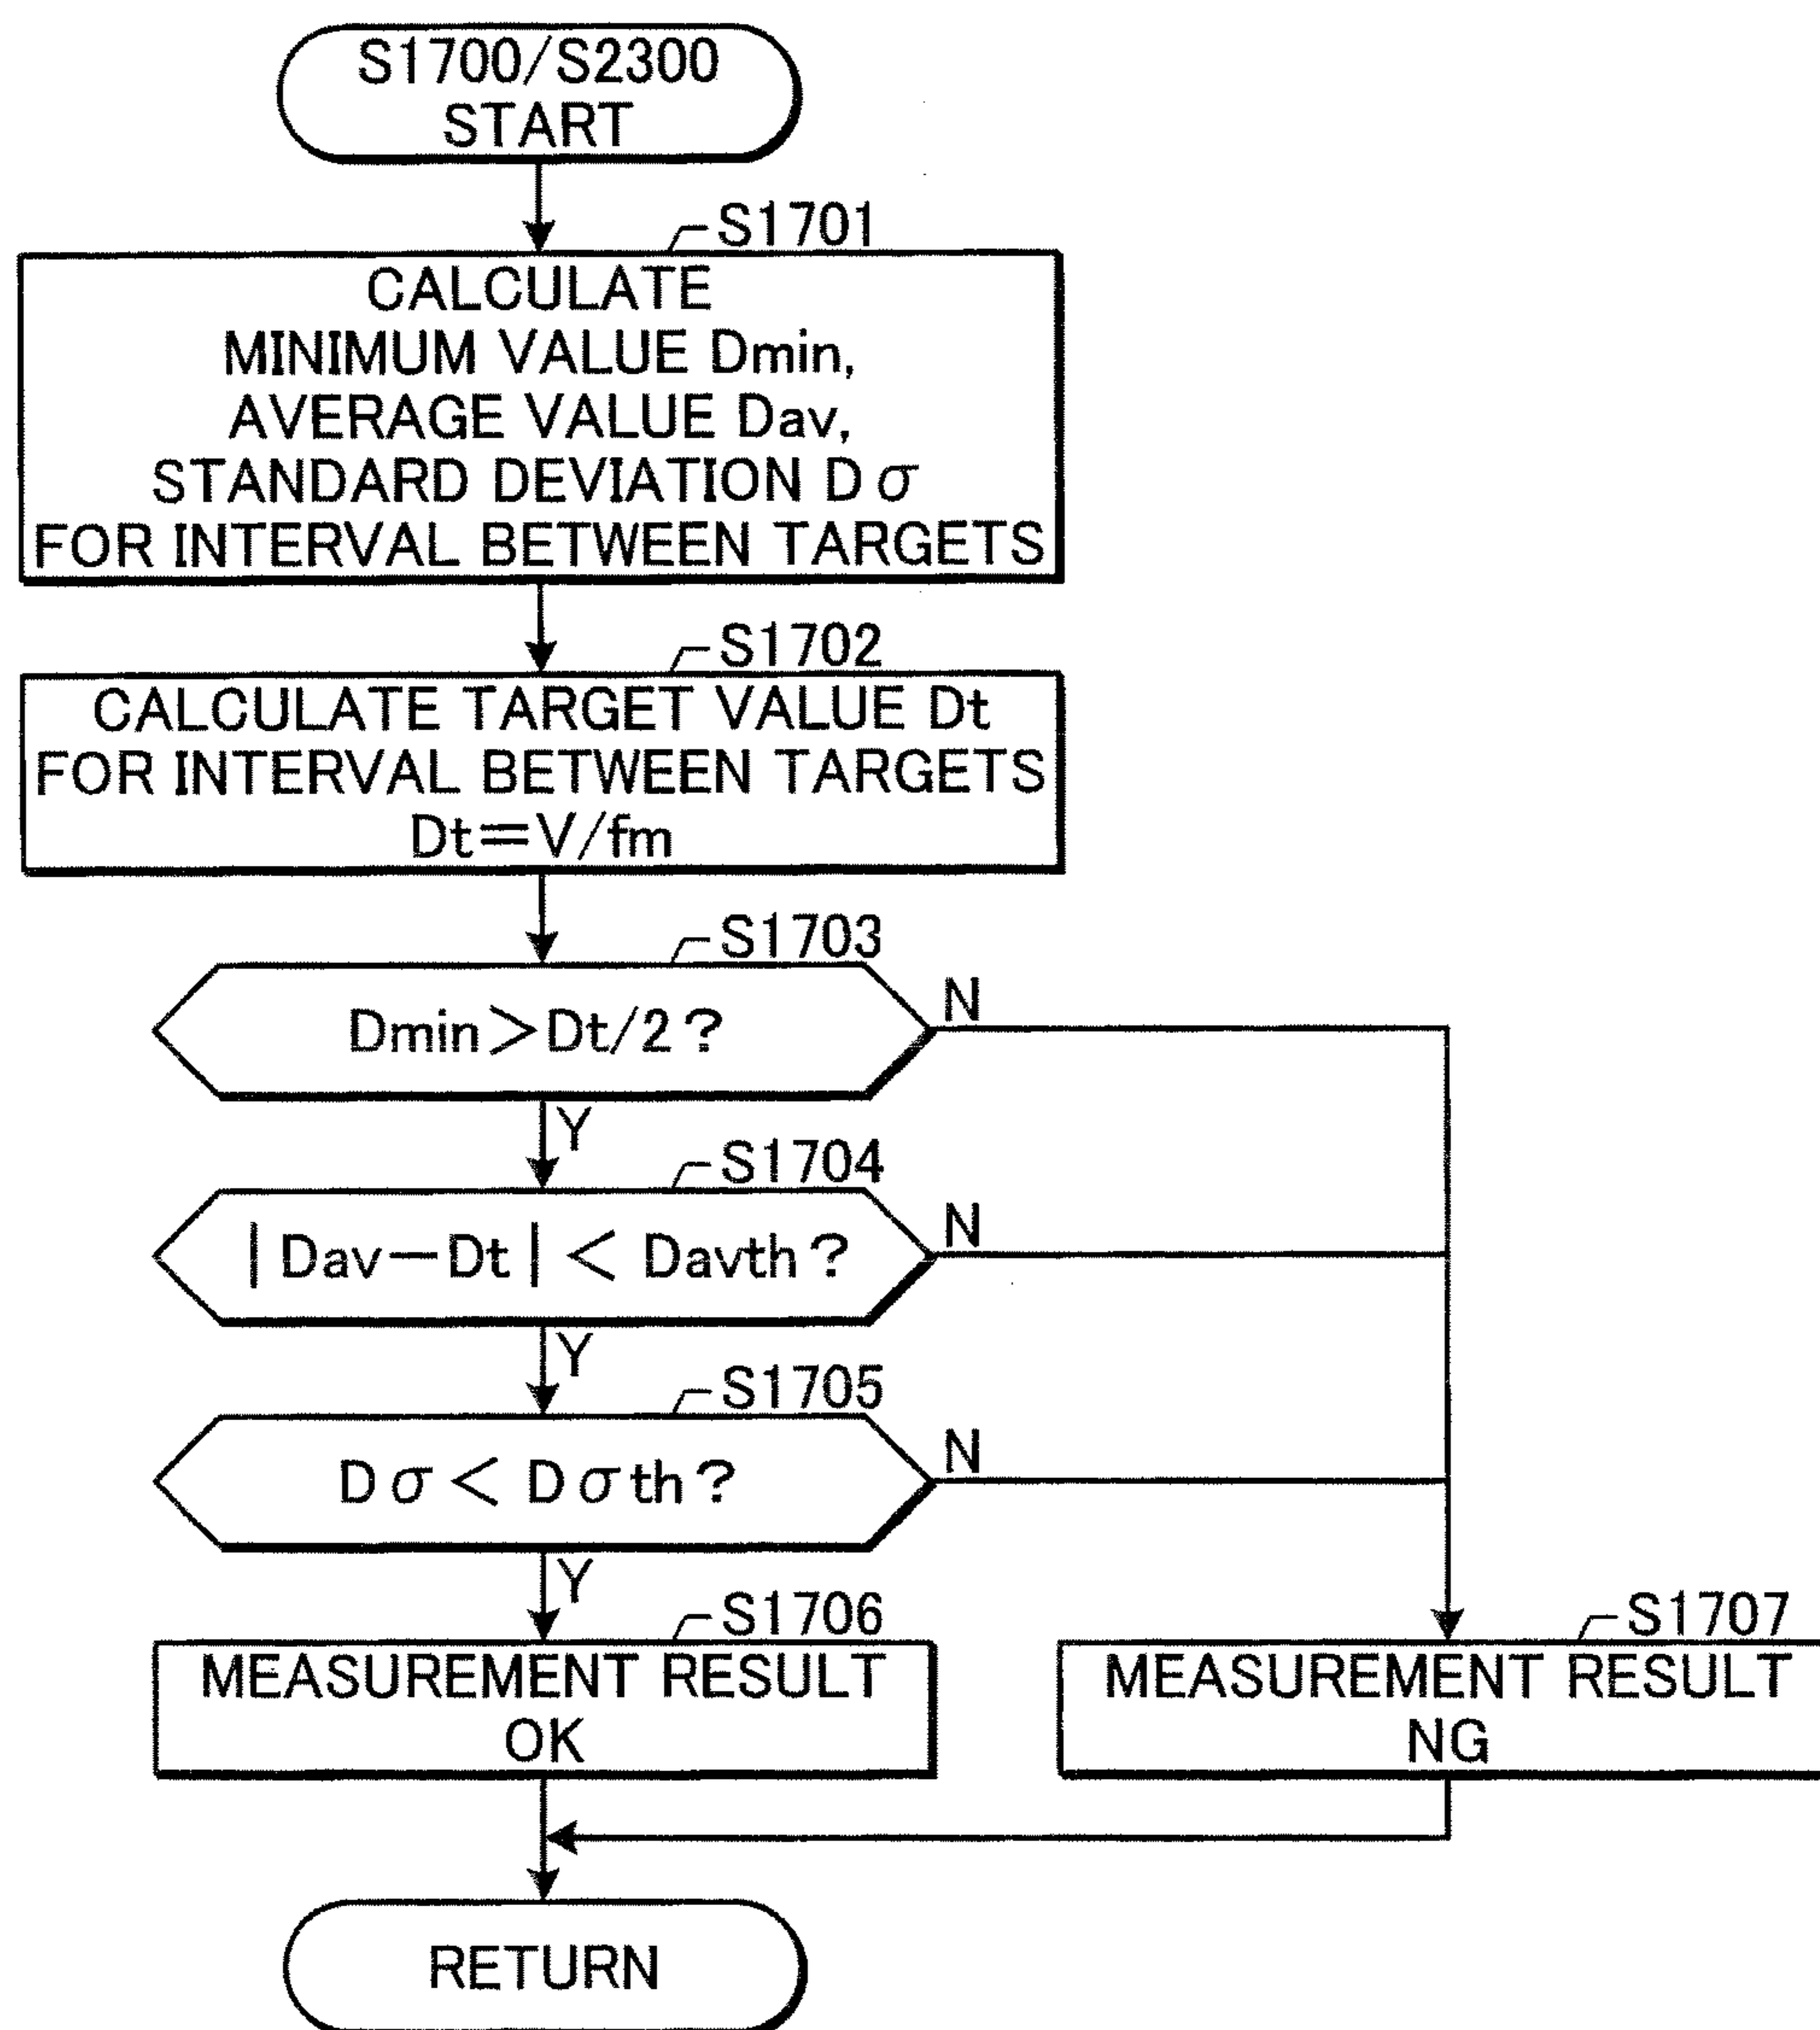 S1700/S2300
START
S1701
CALCULATE
MINIMUM VALUE Dmin,
AVERAGE VALUE Dav,
STANDARD DEVIATION Dσ
FOR INTERVAL BETWEEN TARGETS
S1702
CALCULATE TARGET VALUE Dt
FOR INTERVAL BETWEEN TARGETS
Dt=V/fm
S1703
Dmin>Dt/2?
N
Y
S1704
|Dav-Dt|<Davth?
N
Y
S1705
Dσ<Dσth?
N
Y
S1706
MEASUREMENT RESULT
OK
S1707
MEASUREMENT RESULT
NG
RETURN